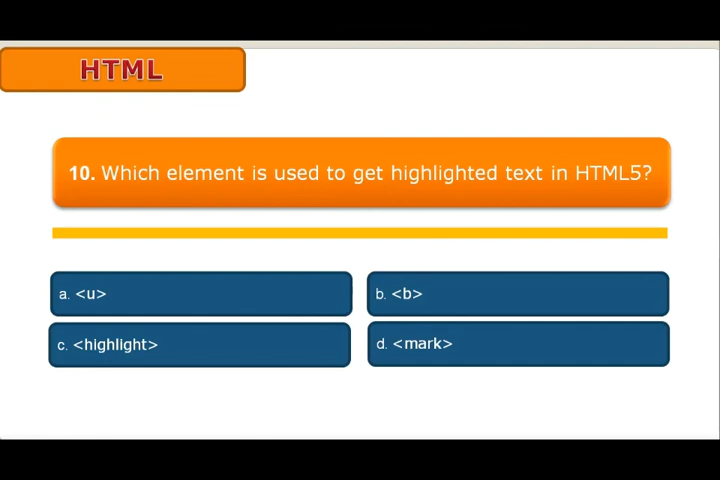 HTML
10. Which element is used to get highlighted text in HTML5?
a. <u>
b. <b>
c. <highlight>
d. <mark>